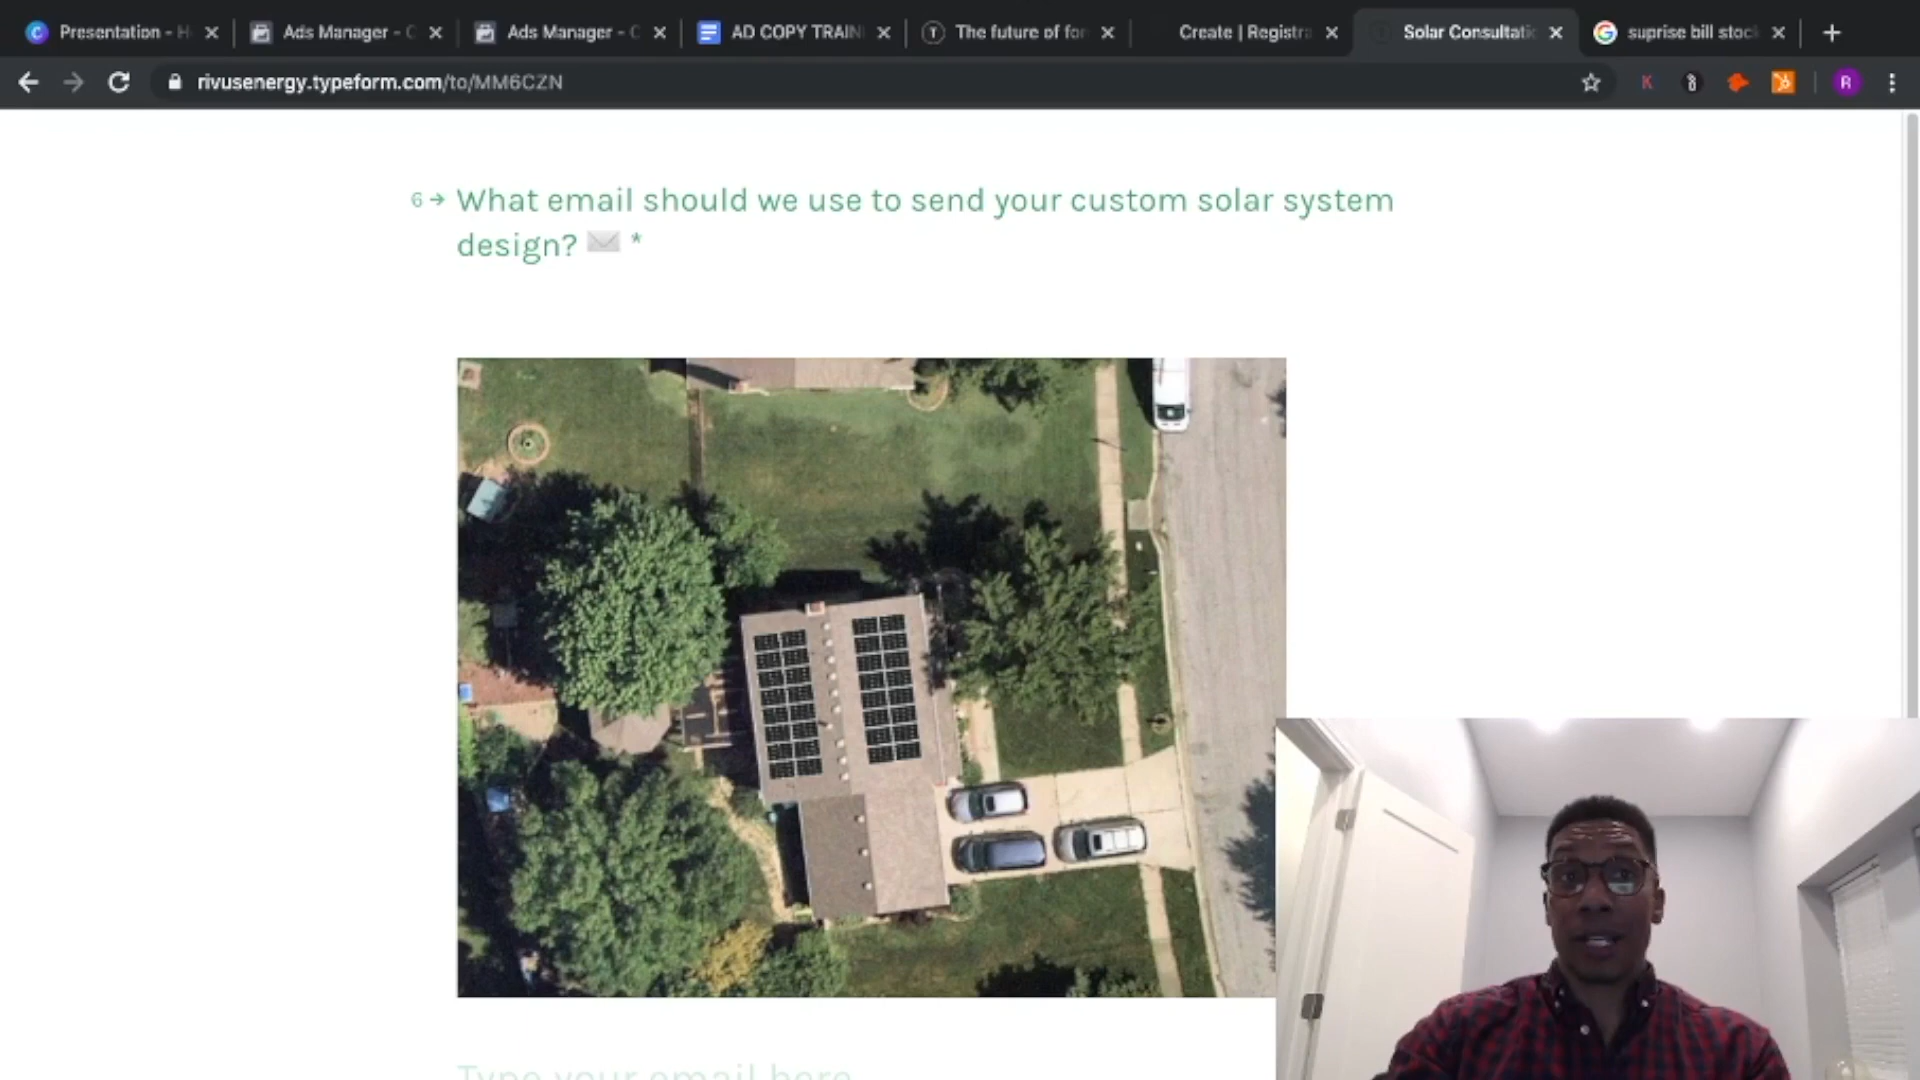 Presentation - H
Ads Manager - C
Ads Manager - C
AD COPY TRAIN
The future of for
Create | Registra
Solar Consultatio
suprise bill stoc
rivusenergy.typeform.com/to/MM6CZN
K
R
6 → What email should we use to send your custom solar system
design? *
Type your email here